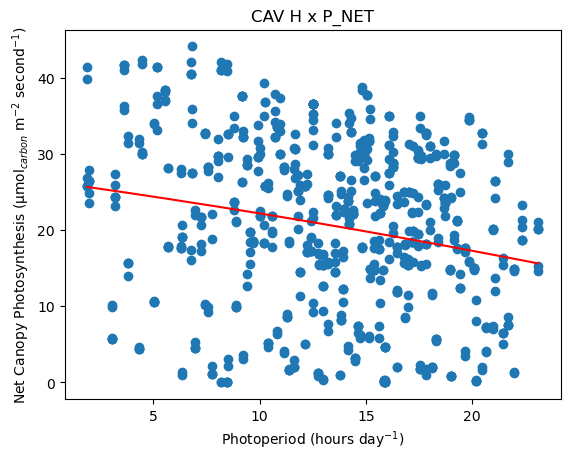 CAV H x P_NET
Net Canopy Photosynthesis (μmol_carbon m⁻² second⁻¹)
40
30
20
10
0
5 10 15 20
Photoperiod (hours day⁻¹)